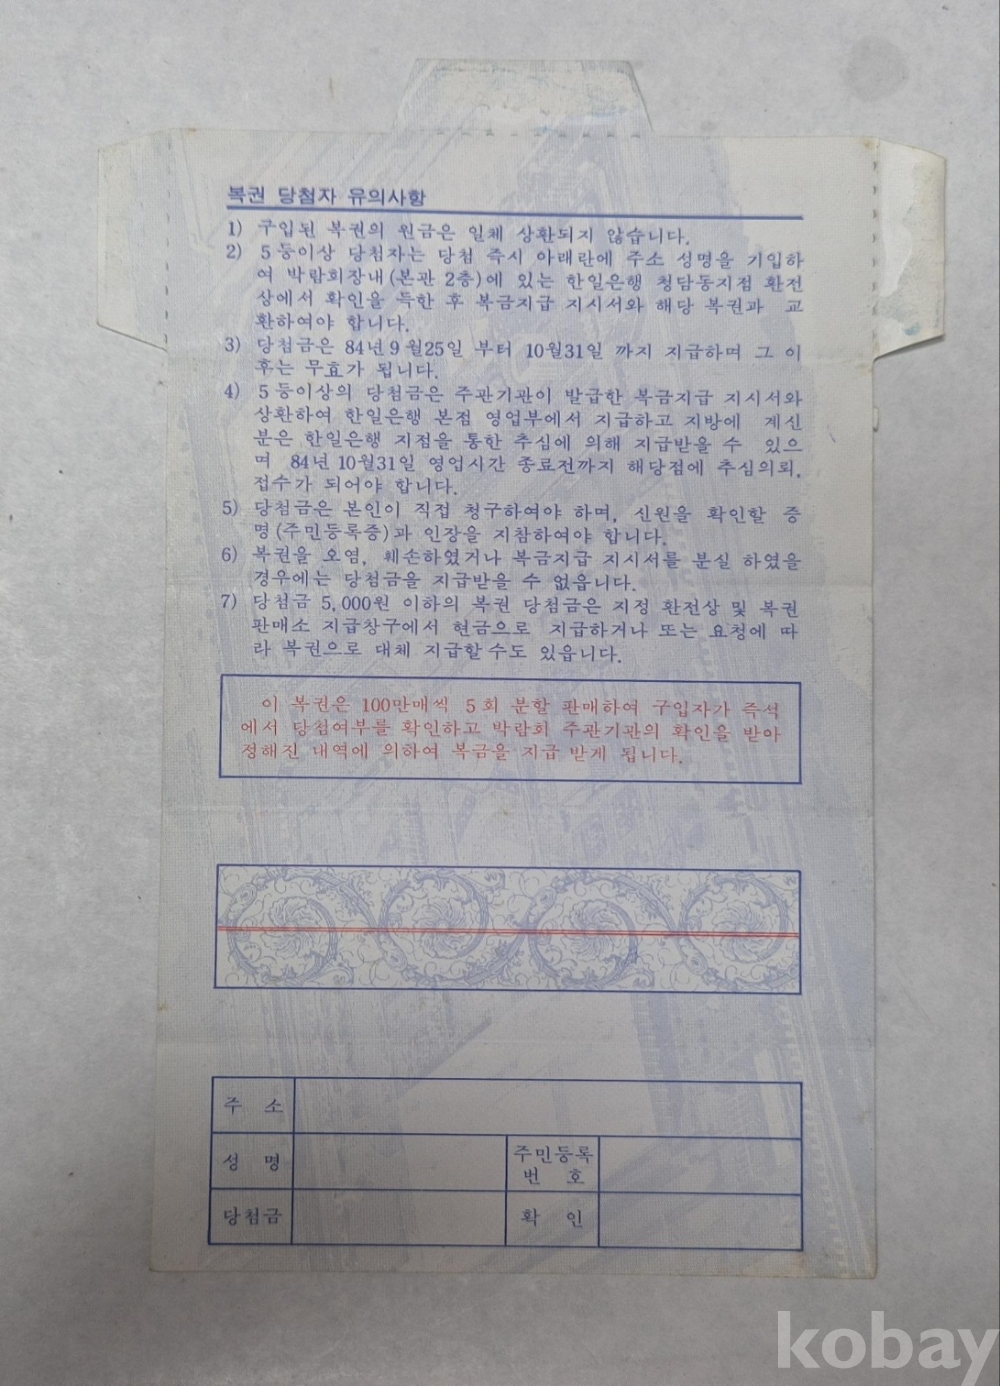 복권 당첨자 유의사항
1) 구입된 복권의 원금은 일체 상환되지 않습니다.
2) 5등이상 당첨자는 당첨 즉시 아래란에 주소 성명을 기입하
여 박람회장내(본관 2층)에 있는 한일은행 청담동지점 환전
상에서 확인을 득한 후 복금지급 지시서와 해당 복권과 교
환하여야 합니다.
3) 당첨금은 84년 9월25일 부터 10월31일 까지 지급하며 그 이
후는 무효가 됩니다.
4) 5등이상의 당첨금은 주관기관이 발급한 복금지급 지시서와
상환하여 한일은행 본점 영업부에서 지급하고 지방에 계신
분은 한일은행 지점을 통한 추심에 의해 지급받을 수 있으
며 84년 10월31일 영업시간 종료전까지 해당점에 추심의뢰,
접수가 되어야 합니다.
5) 당첨금은 본인이 직접 청구하여야 하며, 신원을 확인할 증
명(주민등록증)과 인장을 지참하여야 합니다.
6) 복권을 오염, 훼손하였거나 복금지급 지시서를 분실 하였을
경우에는 당첨금을 지급받을 수 없읍니다.
7) 당첨금 5,000원 이하의 복권 당첨금은 지정 환전상 및 복권
판매소 지급창구에서 현금으로 지급하거나 또는 요청에 따
라 복권으로 대체 지급할수도 있읍니다.
이 복권은 100만매씩 5회 분할 판매하여 구입자가 즉석
에서 당첨여부를 확인하고 박람회 주관기관의 확인을 받아
정해진 내역에 의하여 복금을 지급 받게 됩니다.
주 소
성 명
주민등록
번 호
당첨금
확 인
kobay